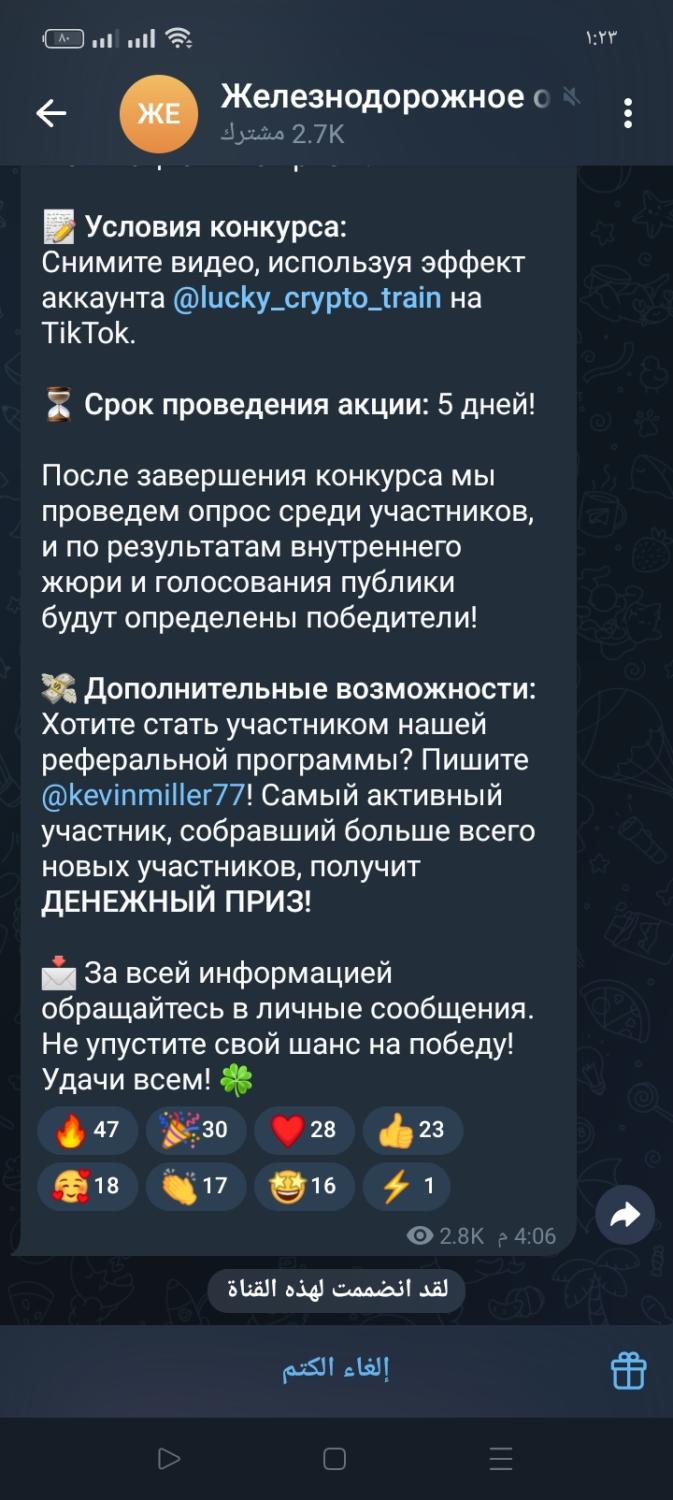 ٨٠
١:٢٣
ЖЕ
Железнодорожное о
2.7K مشترك
📝 Условия конкурса:
Снимите видео, используя эффект
аккаунта @lucky_crypto_train на
TikTok.
⏳ Срок проведения акции: 5 дней!
После завершения конкурса мы
проведем опрос среди участников,
и по результатам внутреннего
жюри и голосования публики
будут определены победители!
💸 Дополнительные возможности:
Хотите стать участником нашей
реферальной программы? Пишите
@kevinmiller77! Самый активный
участник, собравший больше всего
новых участников, получит
ДЕНЕЖНЫЙ ПРИЗ!
📩 За всей информацией
обращайтесь в личные сообщения.
Не упустите свой шанс на победу!
Удачи всем! 🍀
🔥 47 🎉 30 ❤️ 28 👍 23
🥰 18 👏 17 🤩 16 ⚡ 1
2.8K 4:06 م
لقد انضممت لهذه القناة
إلغاء الكتم